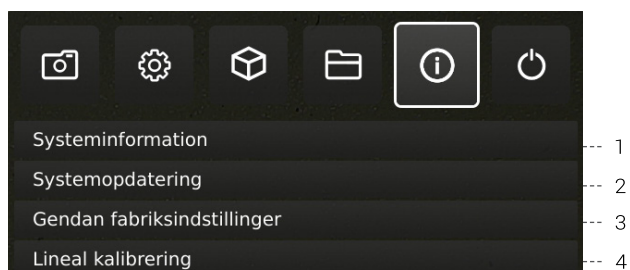 Systeminformation 1
Systemopdatering 2
Gendan fabriksindstillinger 3
Lineal kalibrering 4